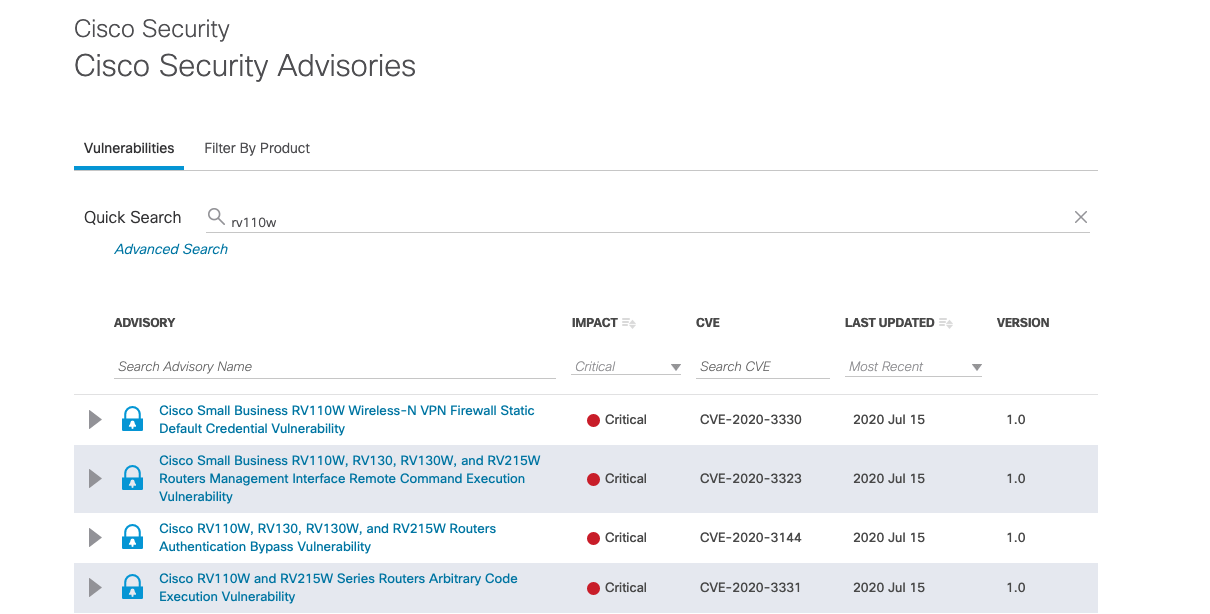 Cisco Security
Cisco Security Advisories
Vulnerabilities Filter By Product
Quick Search rv110w
Advanced Search
ADVISORY IMPACT CVE LAST UPDATED VERSION
Search Advisory Name Critical Search CVE Most Recent
Cisco Small Business RV110W Wireless-N VPN Firewall Static
Default Credential Vulnerability
Critical CVE-2020-3330 2020 Jul 15 1.0
Cisco Small Business RV110W, RV130, RV130W, and RV215W
Routers Management Interface Remote Command Execution
Vulnerability
Critical CVE-2020-3323 2020 Jul 15 1.0
Cisco RV110W, RV130, RV130W, and RV215W Routers
Authentication Bypass Vulnerability
Critical CVE-2020-3144 2020 Jul 15 1.0
Cisco RV110W and RV215W Series Routers Arbitrary Code
Execution Vulnerability
Critical CVE-2020-3331 2020 Jul 15 1.0